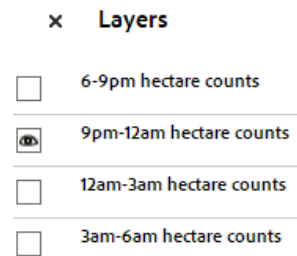 × Layers
6-9pm hectare counts
9pm-12am hectare counts
12am-3am hectare counts
3am-6am hectare counts